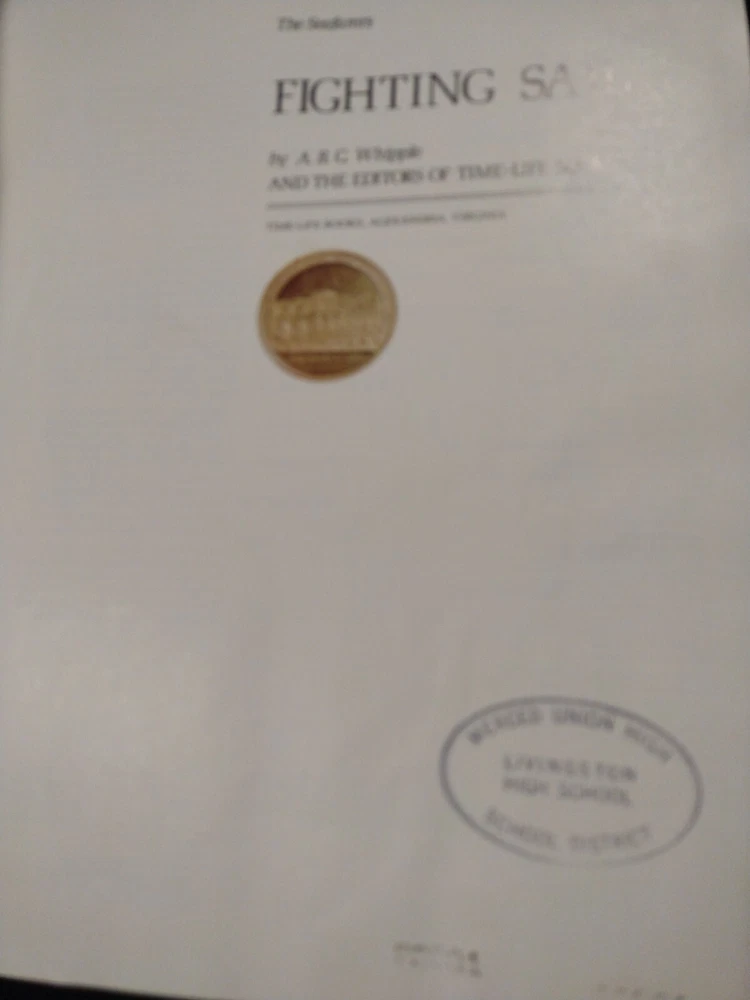 The Seafarers
FIGHTING SA
by A. B. C. Whipple
AND THE EDITORS OF TIME-LIFE
TIME-LIFE BOOKS, ALEXANDRIA, VIRGINIA
MERCED UNION HIGH
LIVINGSTON
HIGH SCHOOL
SCHOOL DISTRICT